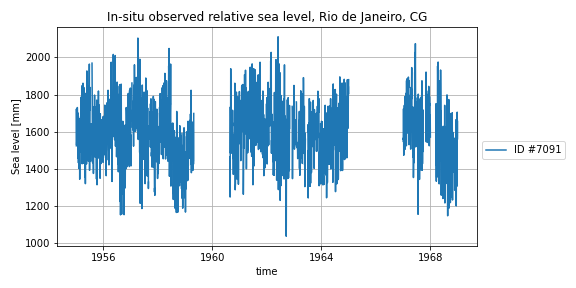 In-situ observed relative sea level, Rio de Janeiro, CG
Sea level [mm]
2000
1800
1600
1400
1200
1000
1956
1960
1964
1968
time
ID #7091